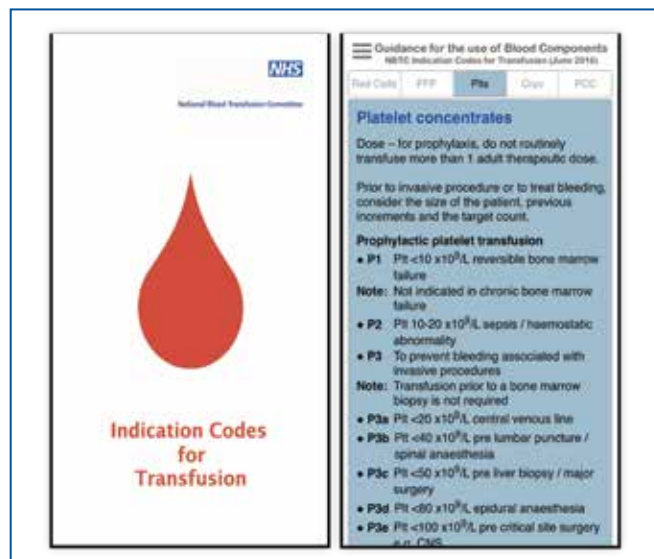 NHS
National Blood Transfusion Committee
Indication Codes
for
Transfusion
Guidance for the use of Blood Components
NBTC Indication Codes for Transfusion (June 2016)
Red Cells FFP Plts Cryo PCC
Platelet concentrates
Dose – for prophylaxis, do not routinely
transfuse more than 1 adult therapeutic dose.
Prior to invasive procedure or to treat bleeding,
consider the size of the patient, previous
increments and the target count.
Prophylactic platelet transfusion
• P1 Plt <10 x10⁹/L reversible bone marrow
failure
Note: Not indicated in chronic bone marrow
failure
• P2 Plt 10-20 x10⁹/L sepsis / haemostatic
abnormality
• P3 To prevent bleeding associated with
invasive procedures
Note: Transfusion prior to a bone marrow
biopsy is not required
• P3a Plt <20 x10⁹/L central venous line
• P3b Plt <40 x10⁹/L pre lumbar puncture /
spinal anaesthesia
• P3c Plt <50 x10⁹/L pre liver biopsy / major
surgery
• P3d Plt <80 x10⁹/L epidural anaesthesia
• P3e Plt <100 x10⁹/L pre critical site surgery
e.g. CNS